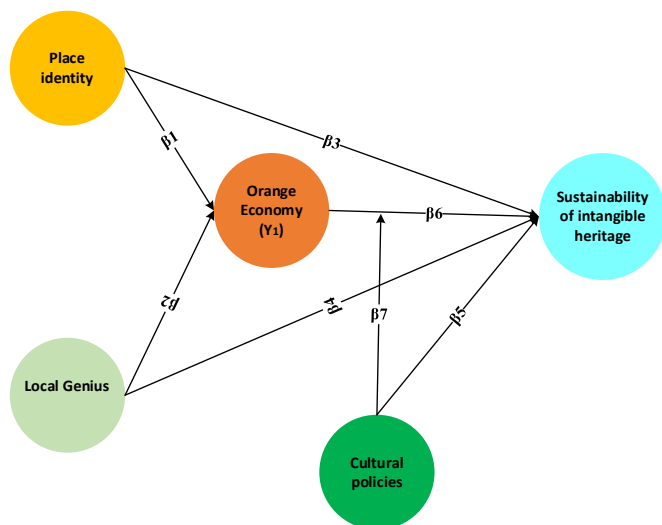 Place
identity
β1
β3
Orange
Economy
(Y1)
β6
Sustainability
of intangible
heritage
β2
β4
β7
β5
Local Genius
Cultural
policies